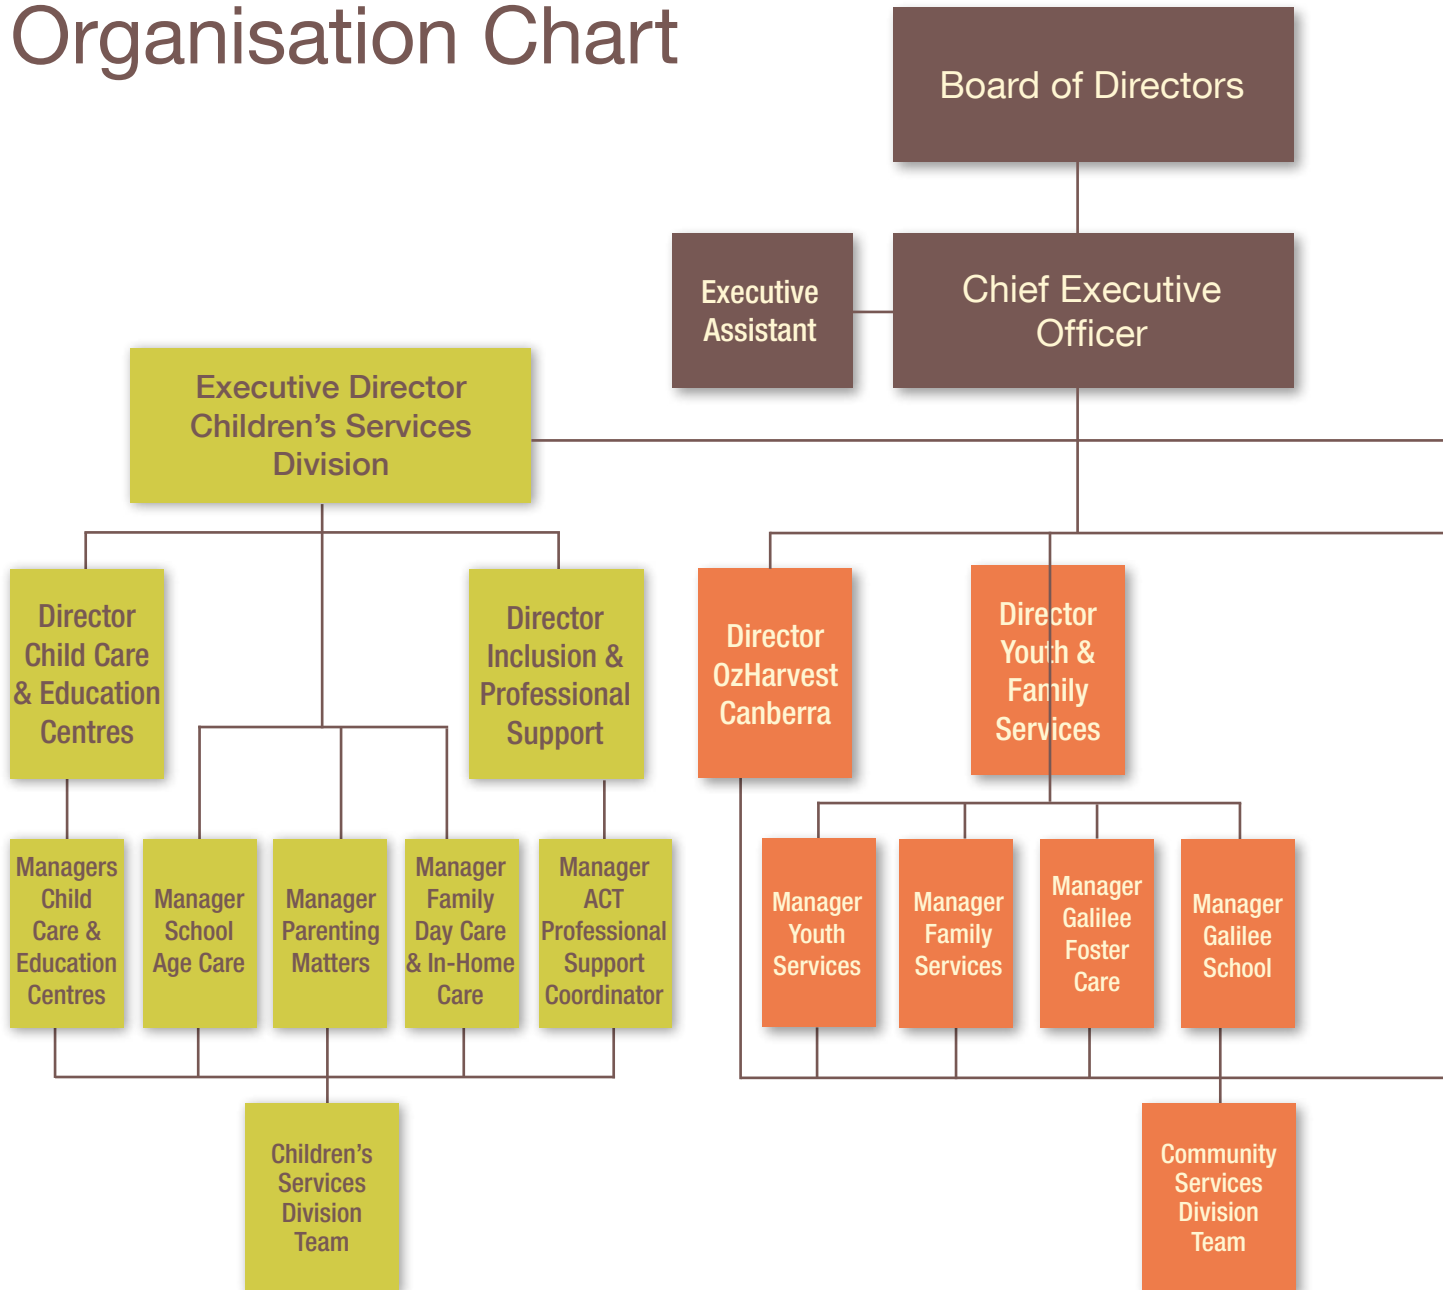 Organisation Chart
Board of Directors
Executive
Assistant
Chief Executive
Officer
Executive Director
Children’s Services
Division
Director
Child Care
& Education
Centres
Director
Inclusion &
Professional
Support
Director
OzHarvest
Canberra
Director
Youth &
Family
Services
Managers
Child
Care &
Education
Centres
Manager
School
Age Care
Manager
Parenting
Matters
Manager
Family
Day Care
& In-Home
Care
Manager
ACT
Professional
Support
Coordinator
Manager
Youth
Services
Manager
Family
Services
Manager
Galilee
Foster
Care
Manager
Galilee
School
Children’s
Services
Division
Team
Community
Services
Division
Team